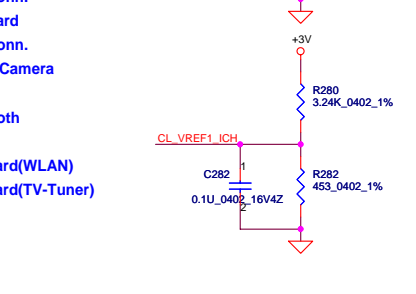 ard
onn.
Camera
oth
ard(WLAN)
ard(TV-Tuner)
+3V
R280
3.24K_0402_1%
CL_VREF1_ICH
1
C282
0.1U_0402_16V4Z
2
R282
453_0402_1%